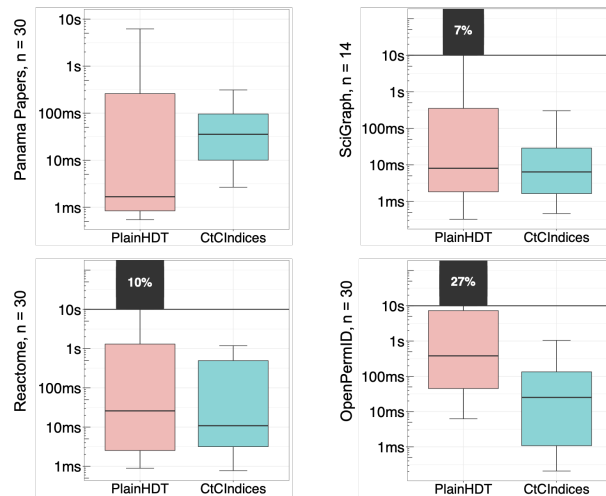 Panama Papers, n = 30
10s
1s
100ms
10ms
1ms
PlainHDT
CtCIndices
SciGraph, n = 14
7%
10s
1s
100ms
10ms
1ms
PlainHDT
CtCIndices
Reactome, n = 30
10%
10s
1s
100ms
10ms
1ms
PlainHDT
CtCIndices
OpenPermID, n = 30
27%
10s
1s
100ms
10ms
1ms
PlainHDT
CtCIndices